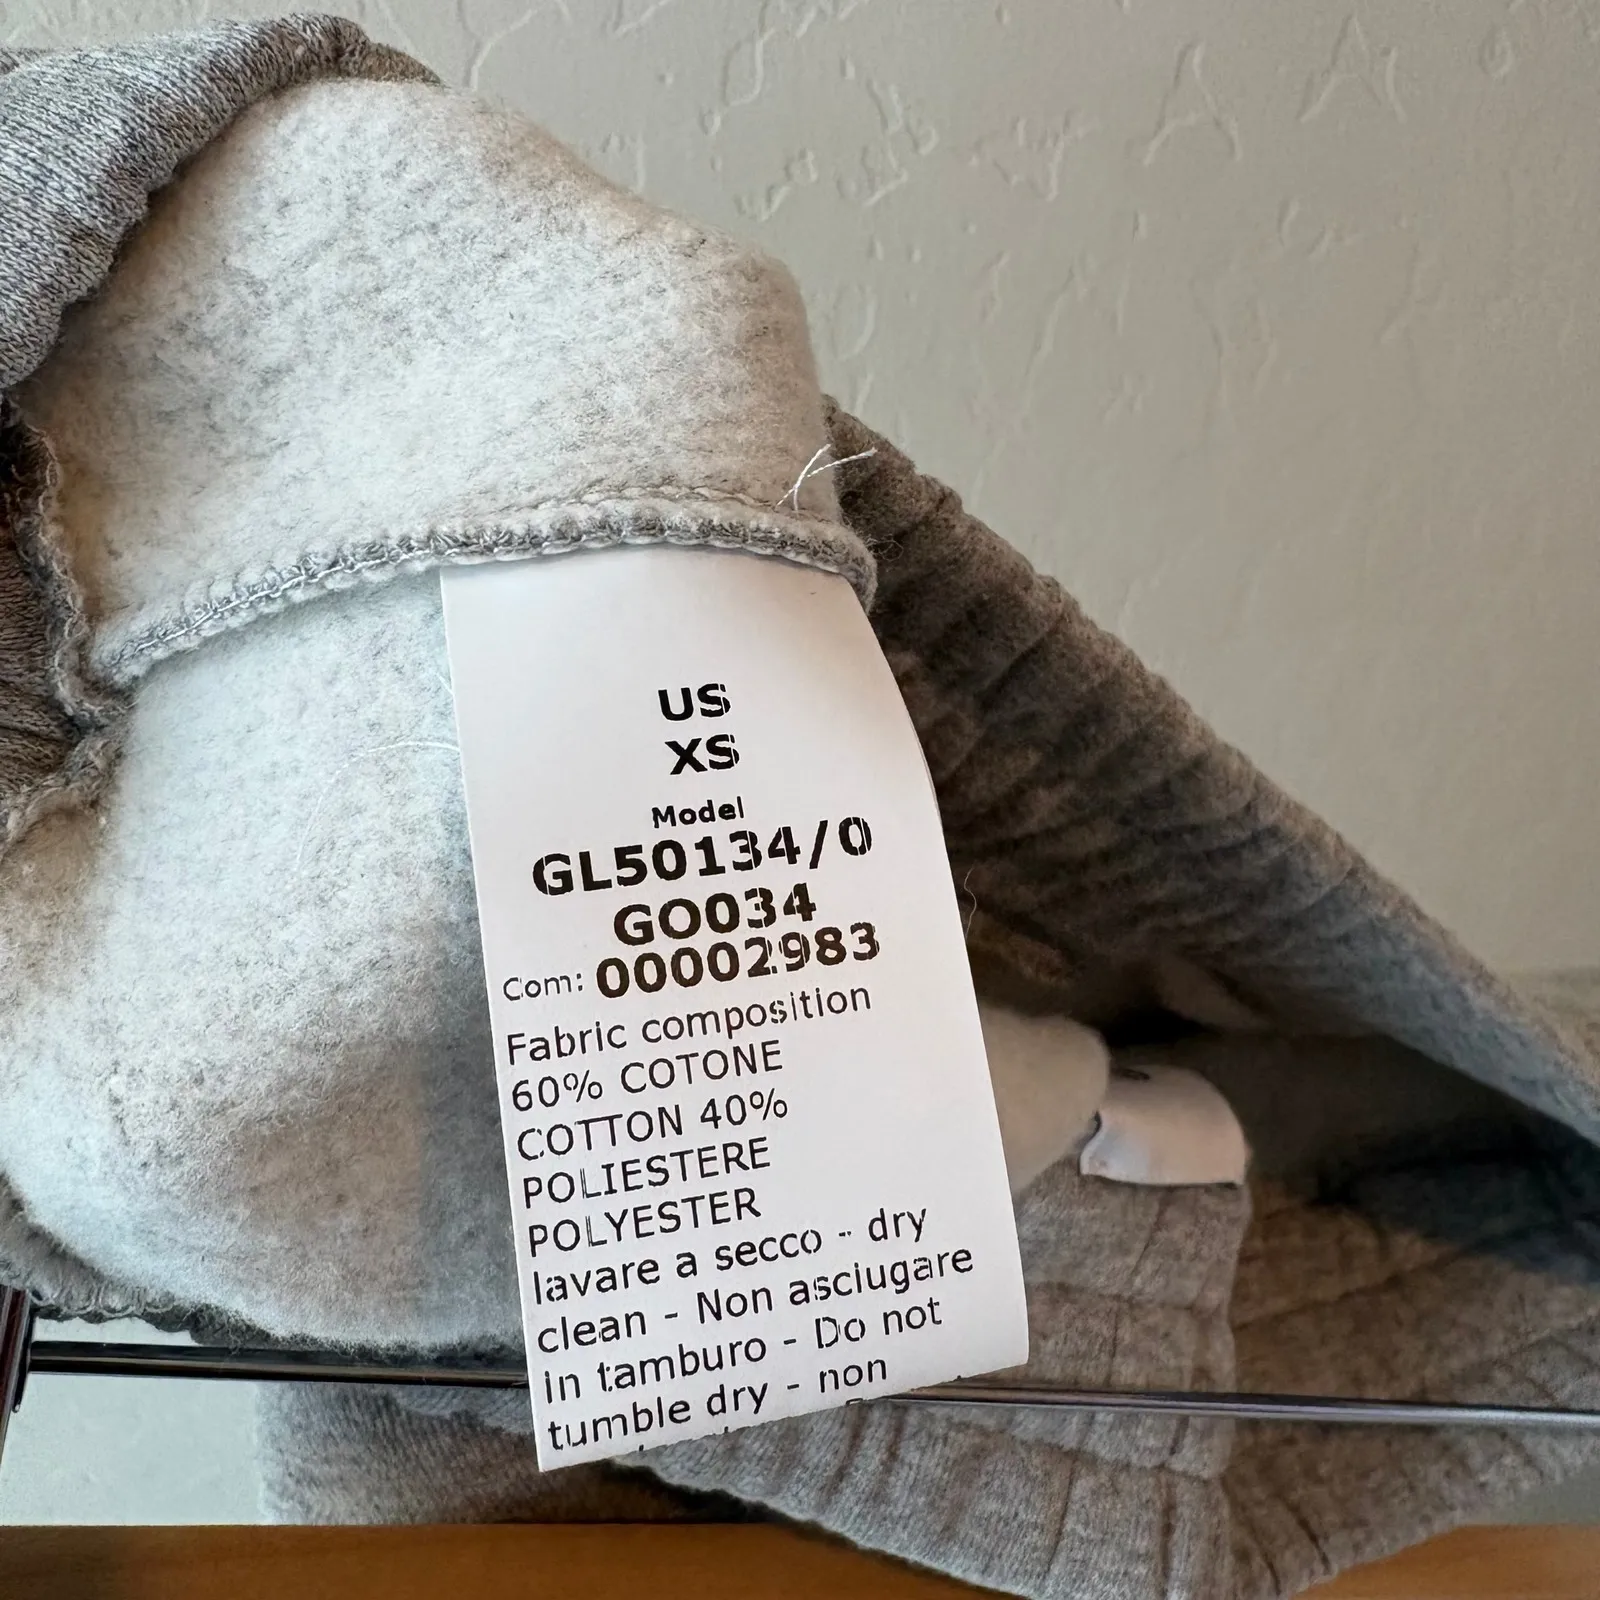 US
XS
Model
GL50134/0
GO034
Com: 00002983
Fabric composition
60% COTONE
COTTON 40%
POLIESTERE
POLYESTER
lavare a secco - dry
clean - Non asciugare
in tamburo - Do not
tumble dry - non